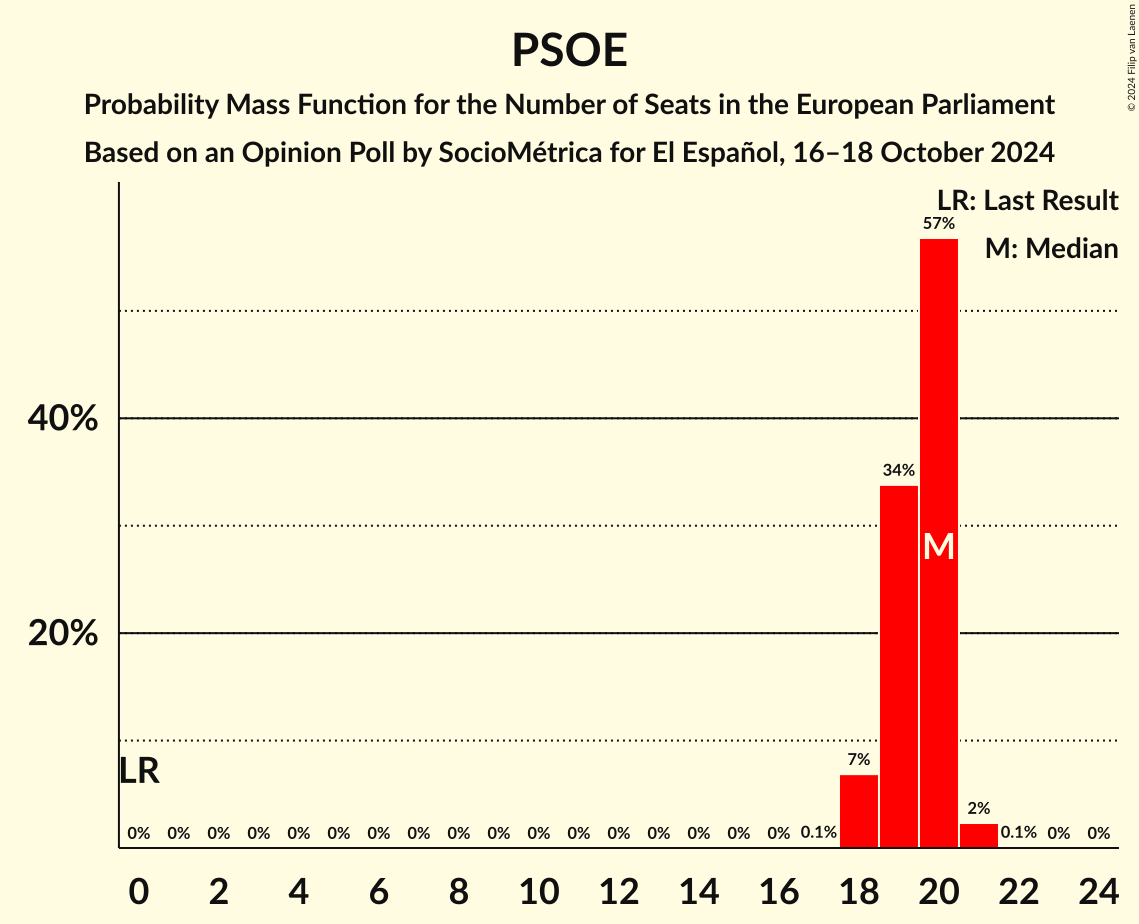 PSOE
Probability Mass Function for the Number of Seats in the European Parliament
Based on an Opinion Poll by SocioMétrica for El Español, 16–18 October 2024
© 2024 Filip van Laenen
LR: Last Result
M: Median
57%
40%
34%
M
20%
LR
7%
2%
0% 0% 0% 0% 0% 0% 0% 0% 0% 0% 0% 0% 0% 0% 0% 0% 0% 0.1% 0.1% 0% 0%
0 2 4 6 8 10 12 14 16 18 20 22 24